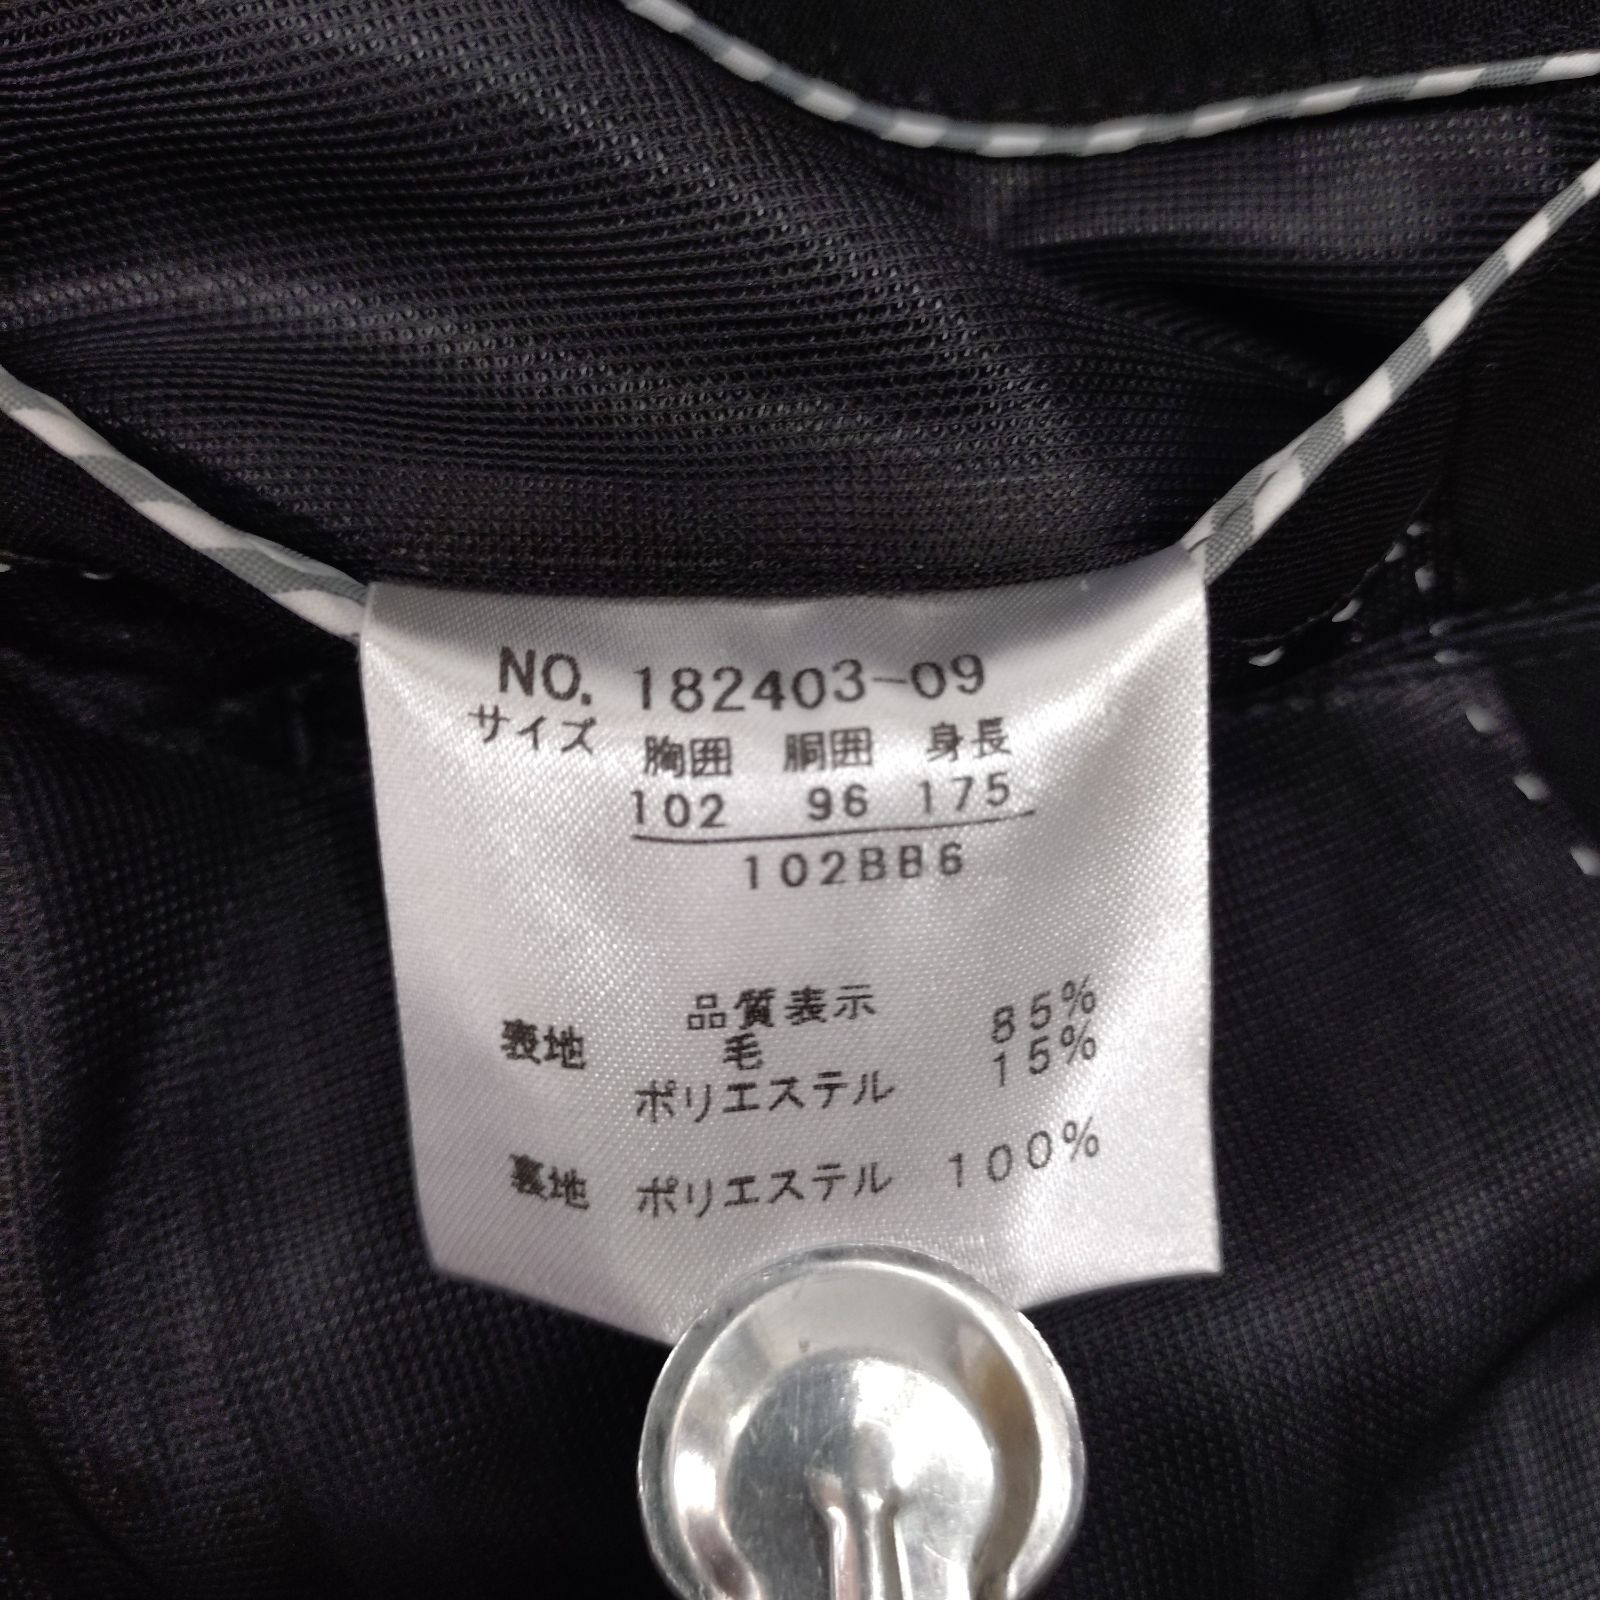 NO. 182403-09
サイズ 胸囲 胴囲 身長
102 96 175
102BB6
品質表示
表地 毛 85%
ポリエステル 15%
裏地 ポリエステル 100%